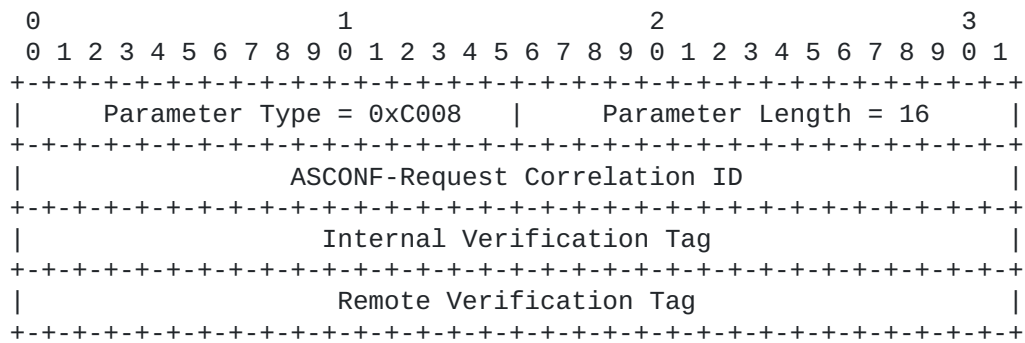 0                   1                   2                   3
 0 1 2 3 4 5 6 7 8 9 0 1 2 3 4 5 6 7 8 9 0 1 2 3 4 5 6 7 8 9 0 1
+-+-+-+-+-+-+-+-+-+-+-+-+-+-+-+-+-+-+-+-+-+-+-+-+-+-+-+-+-+-+-+-+
|     Parameter Type = 0xC008   |     Parameter Length = 16     |
+-+-+-+-+-+-+-+-+-+-+-+-+-+-+-+-+-+-+-+-+-+-+-+-+-+-+-+-+-+-+-+-+
|                 ASCONF-Request Correlation ID                 |
+-+-+-+-+-+-+-+-+-+-+-+-+-+-+-+-+-+-+-+-+-+-+-+-+-+-+-+-+-+-+-+-+
|                   Internal Verification Tag                   |
+-+-+-+-+-+-+-+-+-+-+-+-+-+-+-+-+-+-+-+-+-+-+-+-+-+-+-+-+-+-+-+-+
|                    Remote Verification Tag                    |
+-+-+-+-+-+-+-+-+-+-+-+-+-+-+-+-+-+-+-+-+-+-+-+-+-+-+-+-+-+-+-+-+